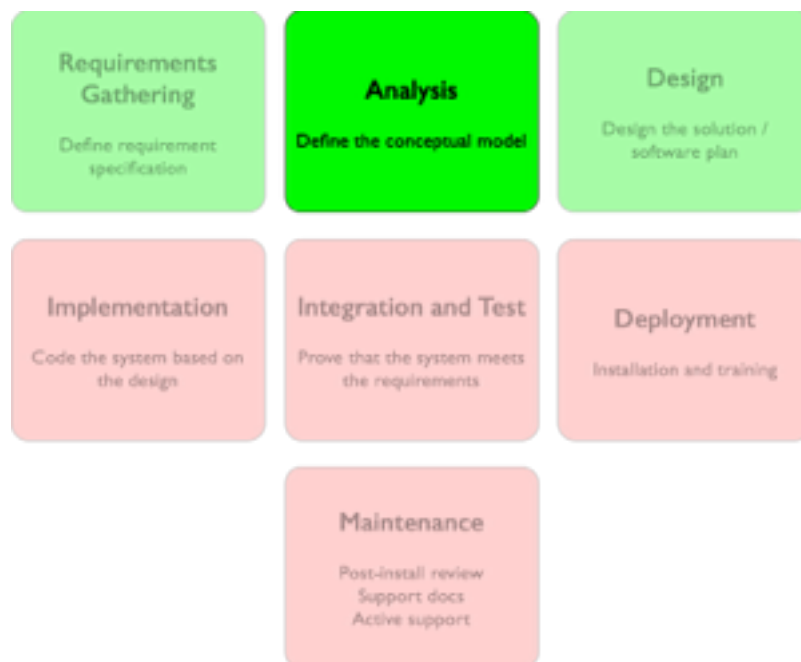 Requirements
Gathering
Define requirement
specification
Analysis
Define the conceptual model
Design
Design the solution /
software plan
Implementation
Code the system based on
the design
Integration and Test
Prove that the system meets
the requirements
Deployment
Installation and training
Maintenance
Post-install review
Support docs
Active support